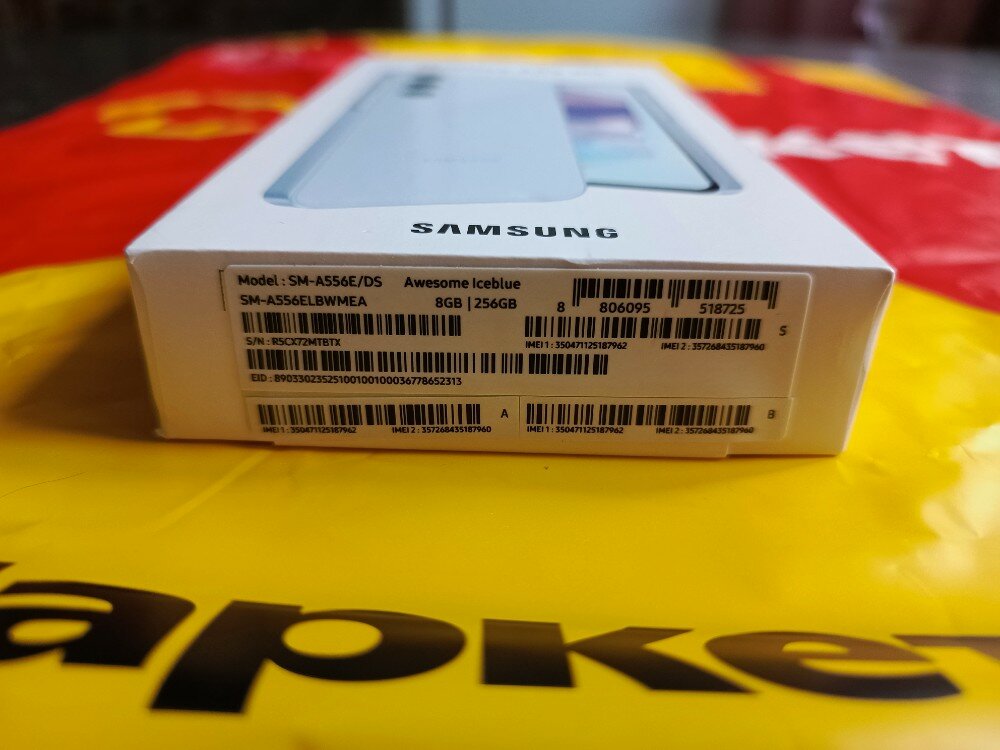 SAMSUNG
Model : SM-A556E/DS Awesome Iceblue
SM-A556ELBWMEA 8GB | 256GB
8 806095 518725
S/N : R5CX72MTBTX
IMEI 1 : 350471125187962 IMEI 2 : 357268435187960 S
EID : 89033023525100100100036778652313
A B
IMEI 1 : 350471125187962 IMEI 2 : 357268435187960
IMEI 1 : 350471125187962 IMEI 2 : 357268435187960
аркет